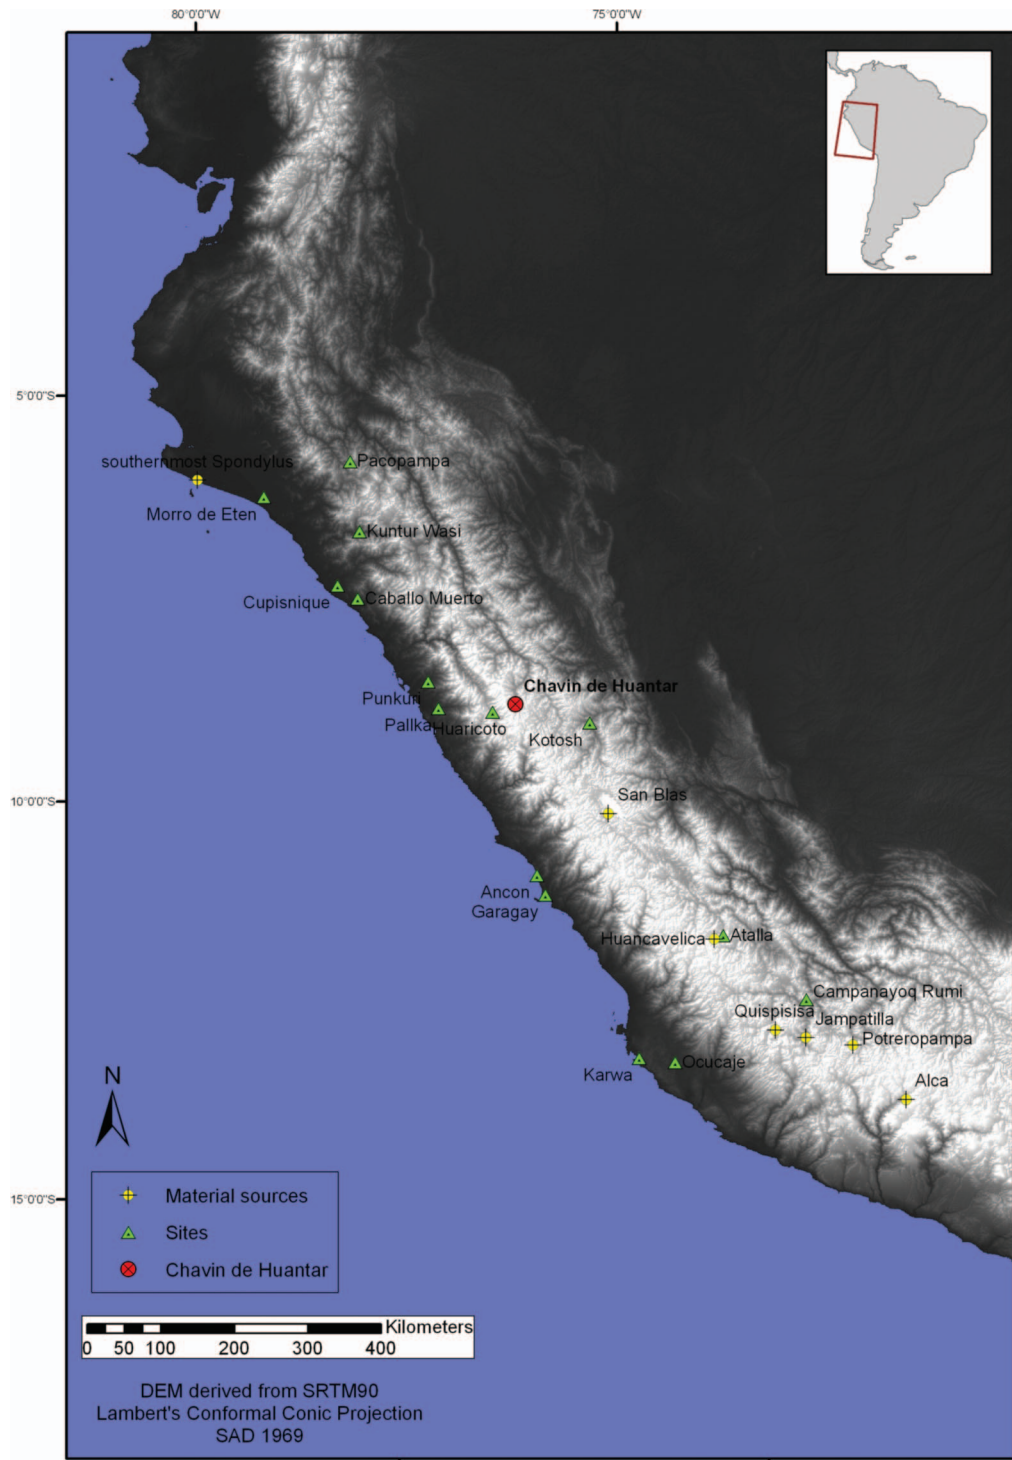 80°0'0"W
75°0'0"W
5°0'0"S
southernmost Spondylus
Pacopampa
Morro de Eten
Kuntur Wasi
Cupisnique
Caballo Muerto
Chavin de Huantar
Punkuri
Pallka
Huaricoto
Kotosh
San Blas
10°0'0"S
Ancon
Garagay
Huancavelica
Atalla
Campanayoq Rumi
Quispisisa
Jampatilla
Potreropampa
Karwa
Ocucaje
Alca
N
15°0'0"S
Material sources
Sites
Chavin de Huantar
Kilometers
0 50 100 200 300 400
DEM derived from SRTM90
Lambert's Conformal Conic Projection
SAD 1969